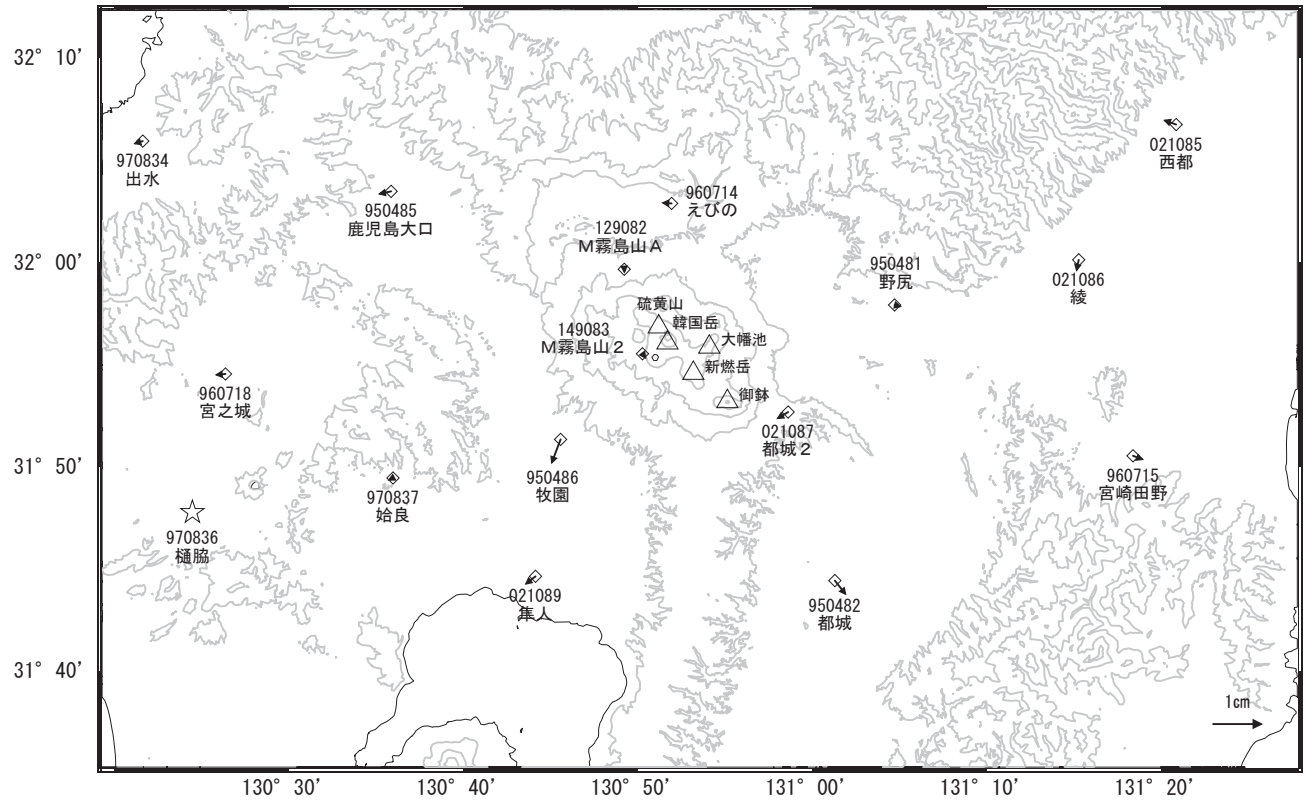 32° 10′
970834
出水
021085
西都
950485
鹿児島大口
960714
えびの
129082
M霧島山A
32° 00′
950481
野尻
021086
綾
硫黄山
韓国岳
149083
M霧島山2
大幡池
新燃岳
960718
宮之城
御鉢
021087
都城2
31° 50′
950486
牧園
970837
姶良
960715
宮崎田野
970836
樋脇
021089
隼人
950482
都城
31° 40′
1㎝
130° 30′
130° 40′
130° 50′
131° 00′
131° 10′
131° 20′